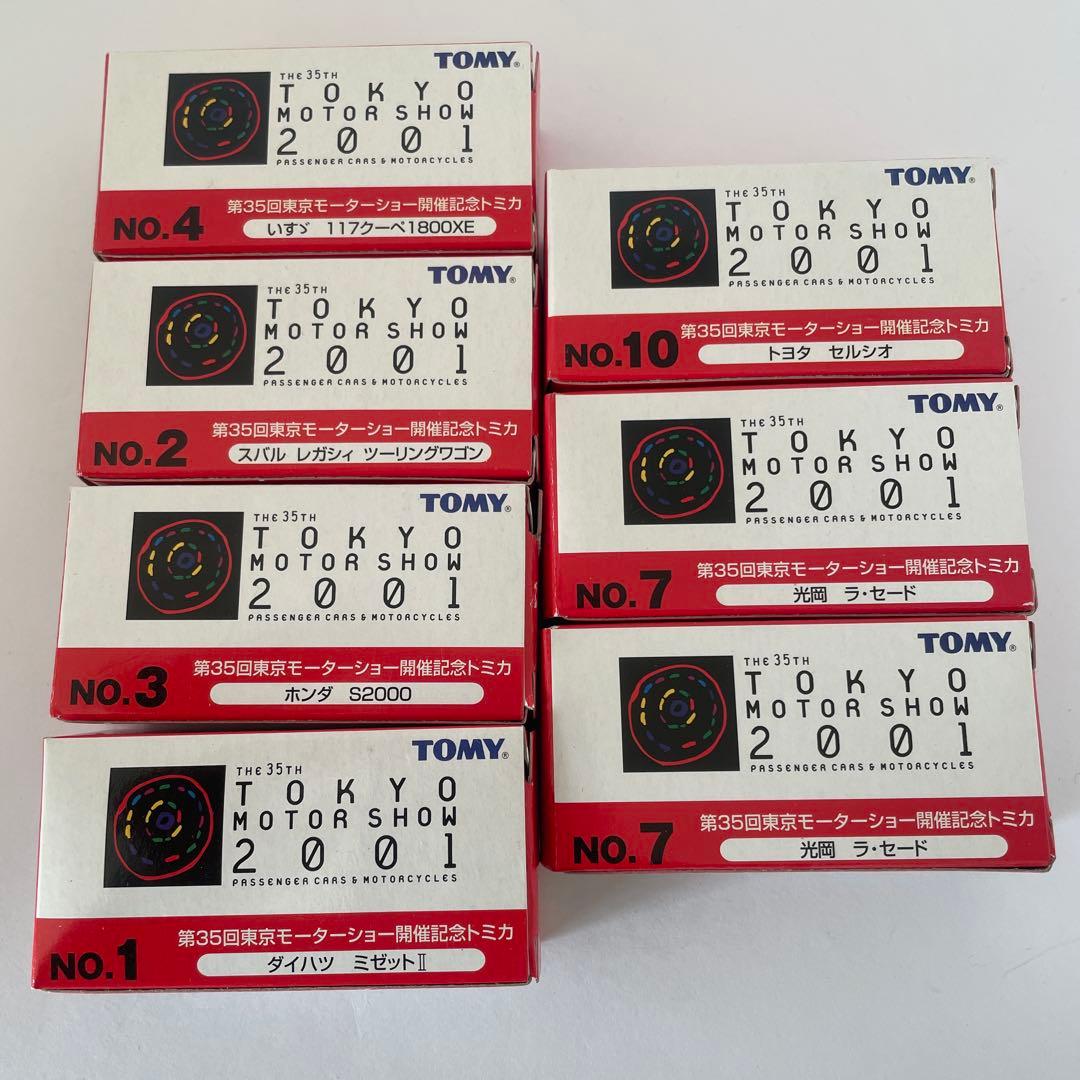 TOMY®
THE 35TH
TOKYO
MOTOR SHOW
2001
PASSENGER CARS & MOTORCYCLES
第35回東京モーターショー開催記念トミカ
NO.4
いすゞ 117クーペ1800XE
TOMY®
THE 35TH
TOKYO
MOTOR SHOW
2001
PASSENGER CARS & MOTORCYCLES
第35回東京モーターショー開催記念トミカ
NO.2
スバル レガシィ ツーリングワゴン
TOMY®
THE 35TH
TOKYO
MOTOR SHOW
2001
PASSENGER CARS & MOTORCYCLES
第35回東京モーターショー開催記念トミカ
NO.3
ホンダ S2000
TOMY®
THE 35TH
TOKYO
MOTOR SHOW
2001
PASSENGER CARS & MOTORCYCLES
第35回東京モーターショー開催記念トミカ
NO.1
ダイハツ ミゼットⅡ
TOMY®
THE 35TH
TOKYO
MOTOR SHOW
2001
PASSENGER CARS & MOTORCYCLES
第35回東京モーターショー開催記念トミカ
NO.10
トヨタ セルシオ
TOMY®
THE 35TH
TOKYO
MOTOR SHOW
2001
PASSENGER CARS & MOTORCYCLES
第35回東京モーターショー開催記念トミカ
NO.7
光岡 ラ・セード
TOMY®
THE 35TH
TOKYO
MOTOR SHOW
2001
PASSENGER CARS & MOTORCYCLES
第35回東京モーターショー開催記念トミカ
NO.7
光岡 ラ・セード